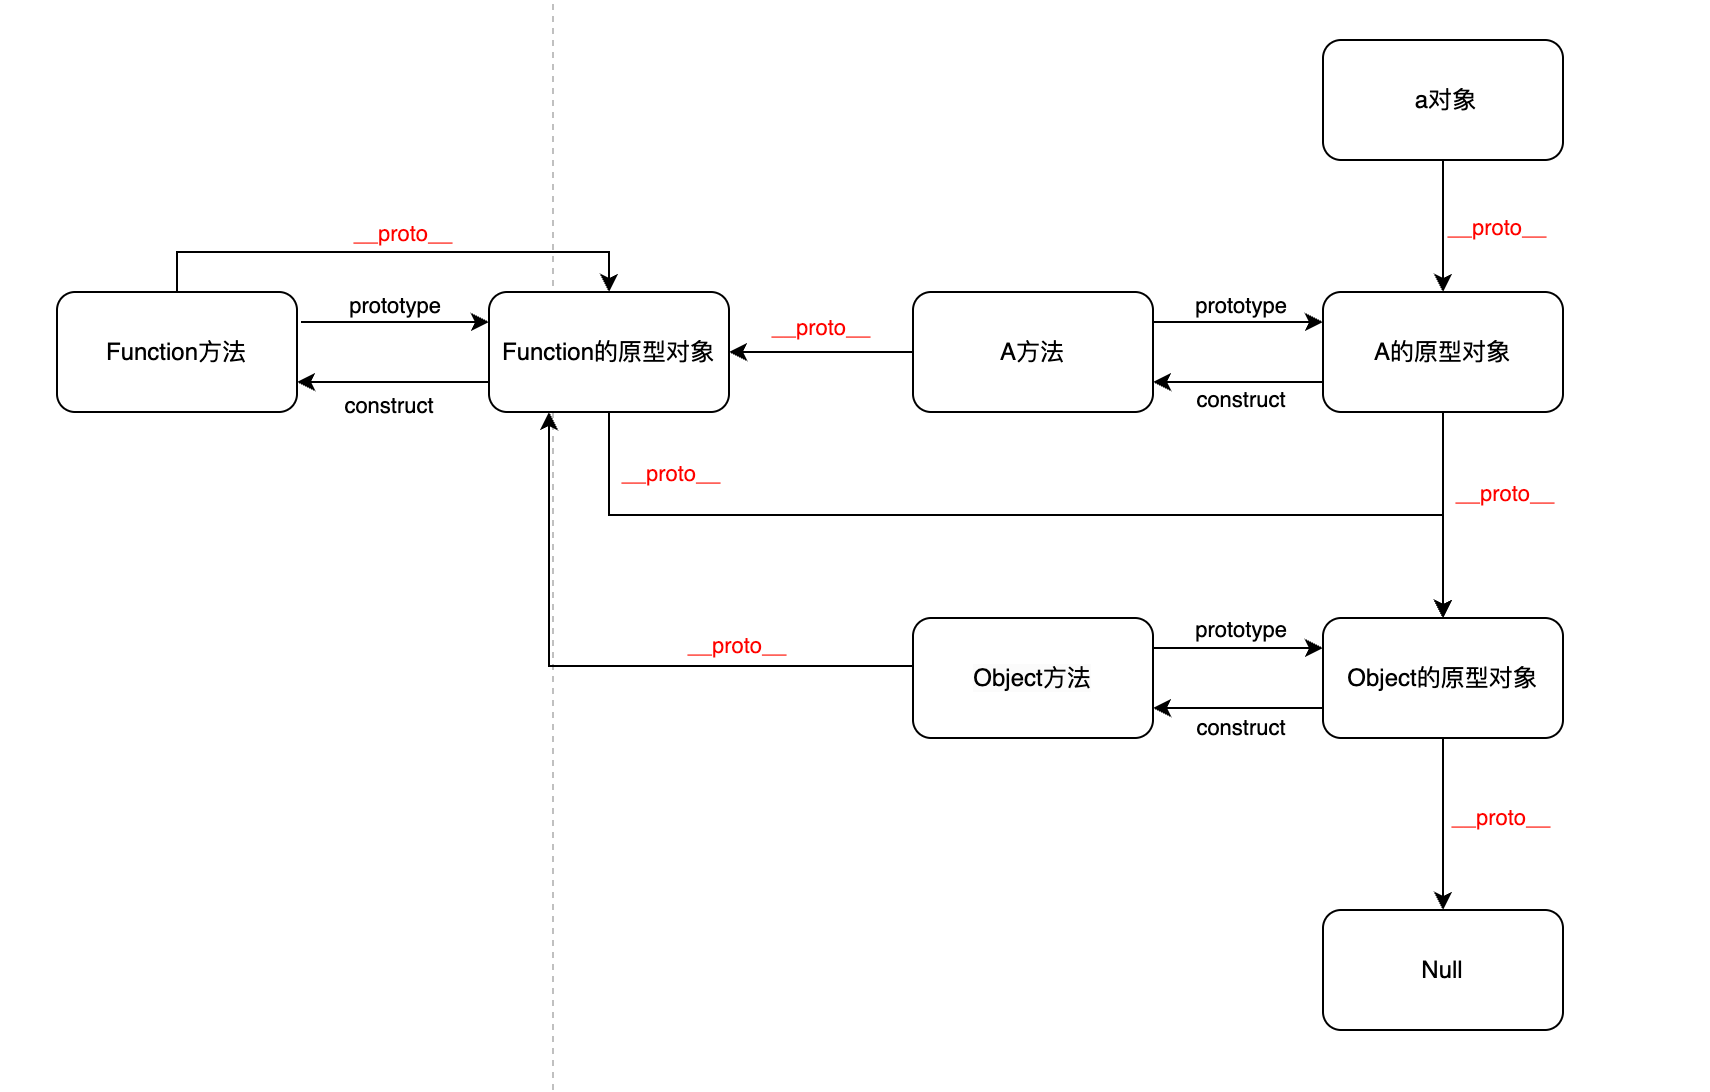 a对象
__proto__
__proto__
Function方法
prototype
construct
Function的原型对象
__proto__
A方法
prototype
construct
A的原型对象
__proto__
__proto__
__proto__
Object方法
prototype
construct
Object的原型对象
__proto__
Null